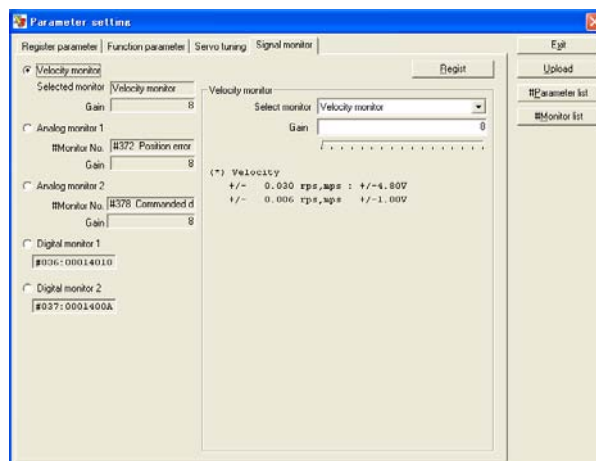 Parameter setting
Register parameter
Function parameter
Servo tuning
Signal monitor
Velocity monitor
Selected monitor Velocity monitor
Gain 8
Analog monitor 1
#Monitor No. #372 Position error
Gain 8
Analog monitor 2
#Monitor No. #378 Commanded d
Gain 8
Digital monitor 1
#036:00014010
Digital monitor 2
#037:0001400A
Regist
Velocity monitor
Select monitor Velocity monitor
Gain 8
(*) Velocity
+/- 0.030 rps,mps : +/-4.80V
+/- 0.006 rps,mps +/-1.00V
Exit
Upload
#Parameter list
#Monitor list